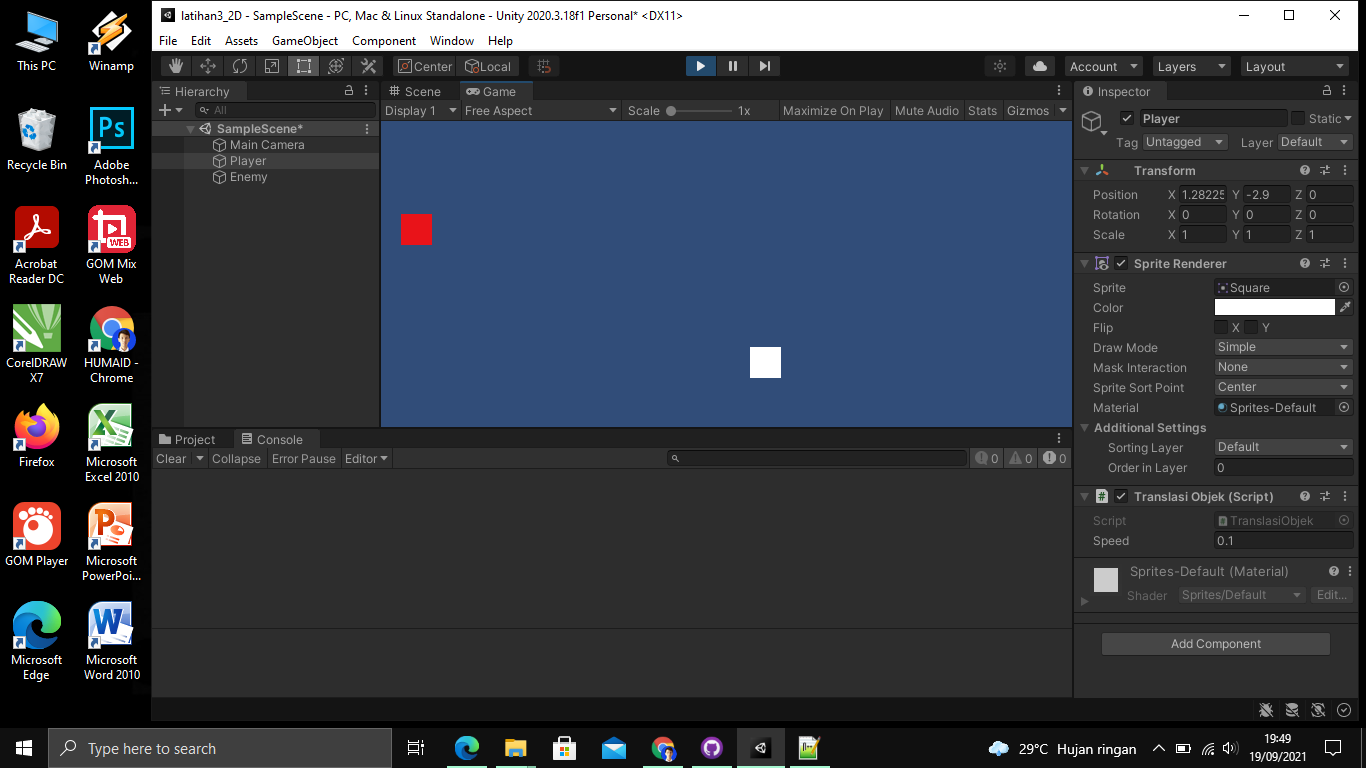 This PC
Winamp
Recycle Bin
Ps
Adobe
Photosh...
Acrobat
Reader DC
WEB
GOM Mix
Web
CorelDRAW
X7
HUMAID -
Chrome
Firefox
Microsoft
Excel 2010
GOM Player
Microsoft
PowerPoi...
Microsoft
Edge
Microsoft
Word 2010
latihan3_2D - SampleScene - PC, Mac & Linux Standalone - Unity 2020.3.18f1 Personal* <DX11>
File Edit Assets GameObject Component Window Help
Center Local
Account Layers Layout
Hierarchy
All
SampleScene*
Main Camera
Player
Enemy
Scene Game
Display 1 Free Aspect Scale 1x Maximize On Play Mute Audio Stats Gizmos
Project Console
Clear Collapse Error Pause Editor 0 0 0
Inspector
Player Static
Tag Untagged Layer Default
Transform
Position X 1.28225 Y -2.9 Z 0
Rotation X 0 Y 0 Z 0
Scale X 1 Y 1 Z 1
Sprite Renderer
Sprite Square
Color
Flip X Y
Draw Mode Simple
Mask Interaction None
Sprite Sort Point Center
Material Sprites-Default
Additional Settings
Sorting Layer Default
Order in Layer 0
# Translasi Objek (Script)
Script TranslasiObjek
Speed 0.1
Sprites-Default (Material)
Shader Sprites/Default Edit...
Add Component
Type here to search
29°C Hujan ringan
19:49
19/09/2021